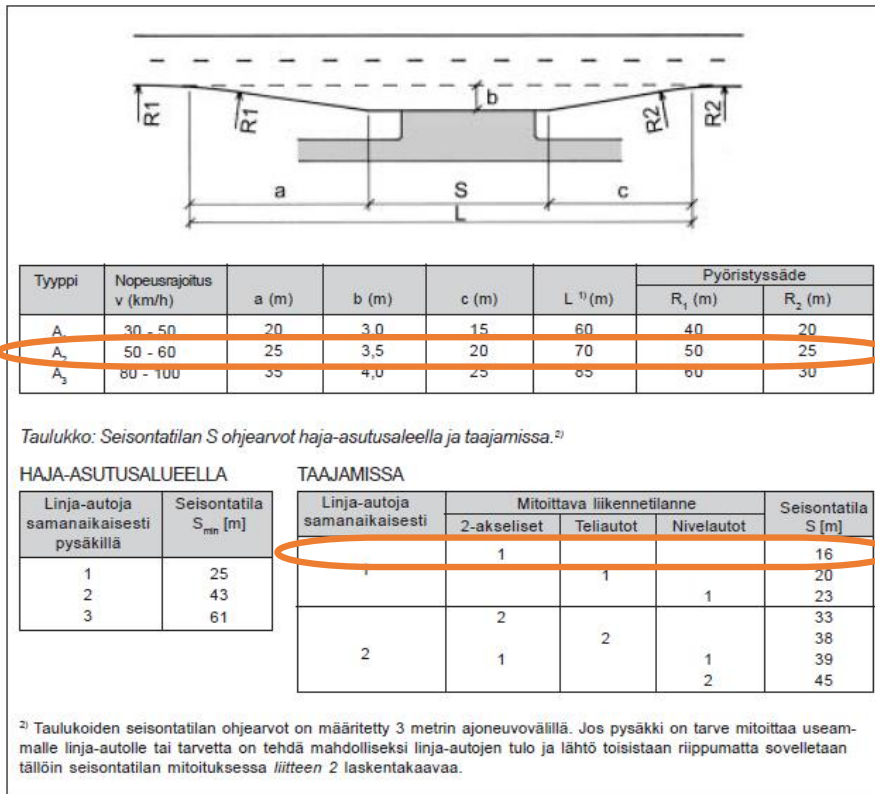 b
R1
R1
R2
R2
a
S
c
L
Tyyppi Nopeusrajoitus v (km/h) a (m) b (m) c (m) L ¹⁾ (m) Pyöristyssäde R₁ (m) R₂ (m)
A₁ 30 - 50 20 3,0 15 60 40 20
A₂ 50 - 60 25 3,5 20 70 50 25
A₃ 80 - 100 35 4,0 25 85 60 30
Taulukko: Seisontatilan S ohjearvot haja-asutusaleella ja taajamissa.²⁾
HAJA-ASUTUSALUEELLA
Linja-autoja samanaikaisesti pysäkillä Seisontatila Sₘᵢₙ [m]
1 25
2 43
3 61
TAAJAMISSA
Linja-autoja samanaikaisesti Mitoittava liikennetilanne Seisontatila S [m]
2-akseliset Teliautot Nivelautot
1 16
1 1 20
1 23
2 33
2 38
2 1 1 39
2 45
²⁾ Taulukoiden seisontatilan ohjearvot on määritetty 3 metrin ajoneuvovälillä. Jos pysäkki on tarve mitoittaa useam-
malle linja-autolle tai tarvetta on tehdä mahdolliseksi linja-autojen tulo ja lähtö toisistaan riippumatta sovelletaan
tällöin seisontatilan mitoituksessa liitteen 2 laskentakaavaa.